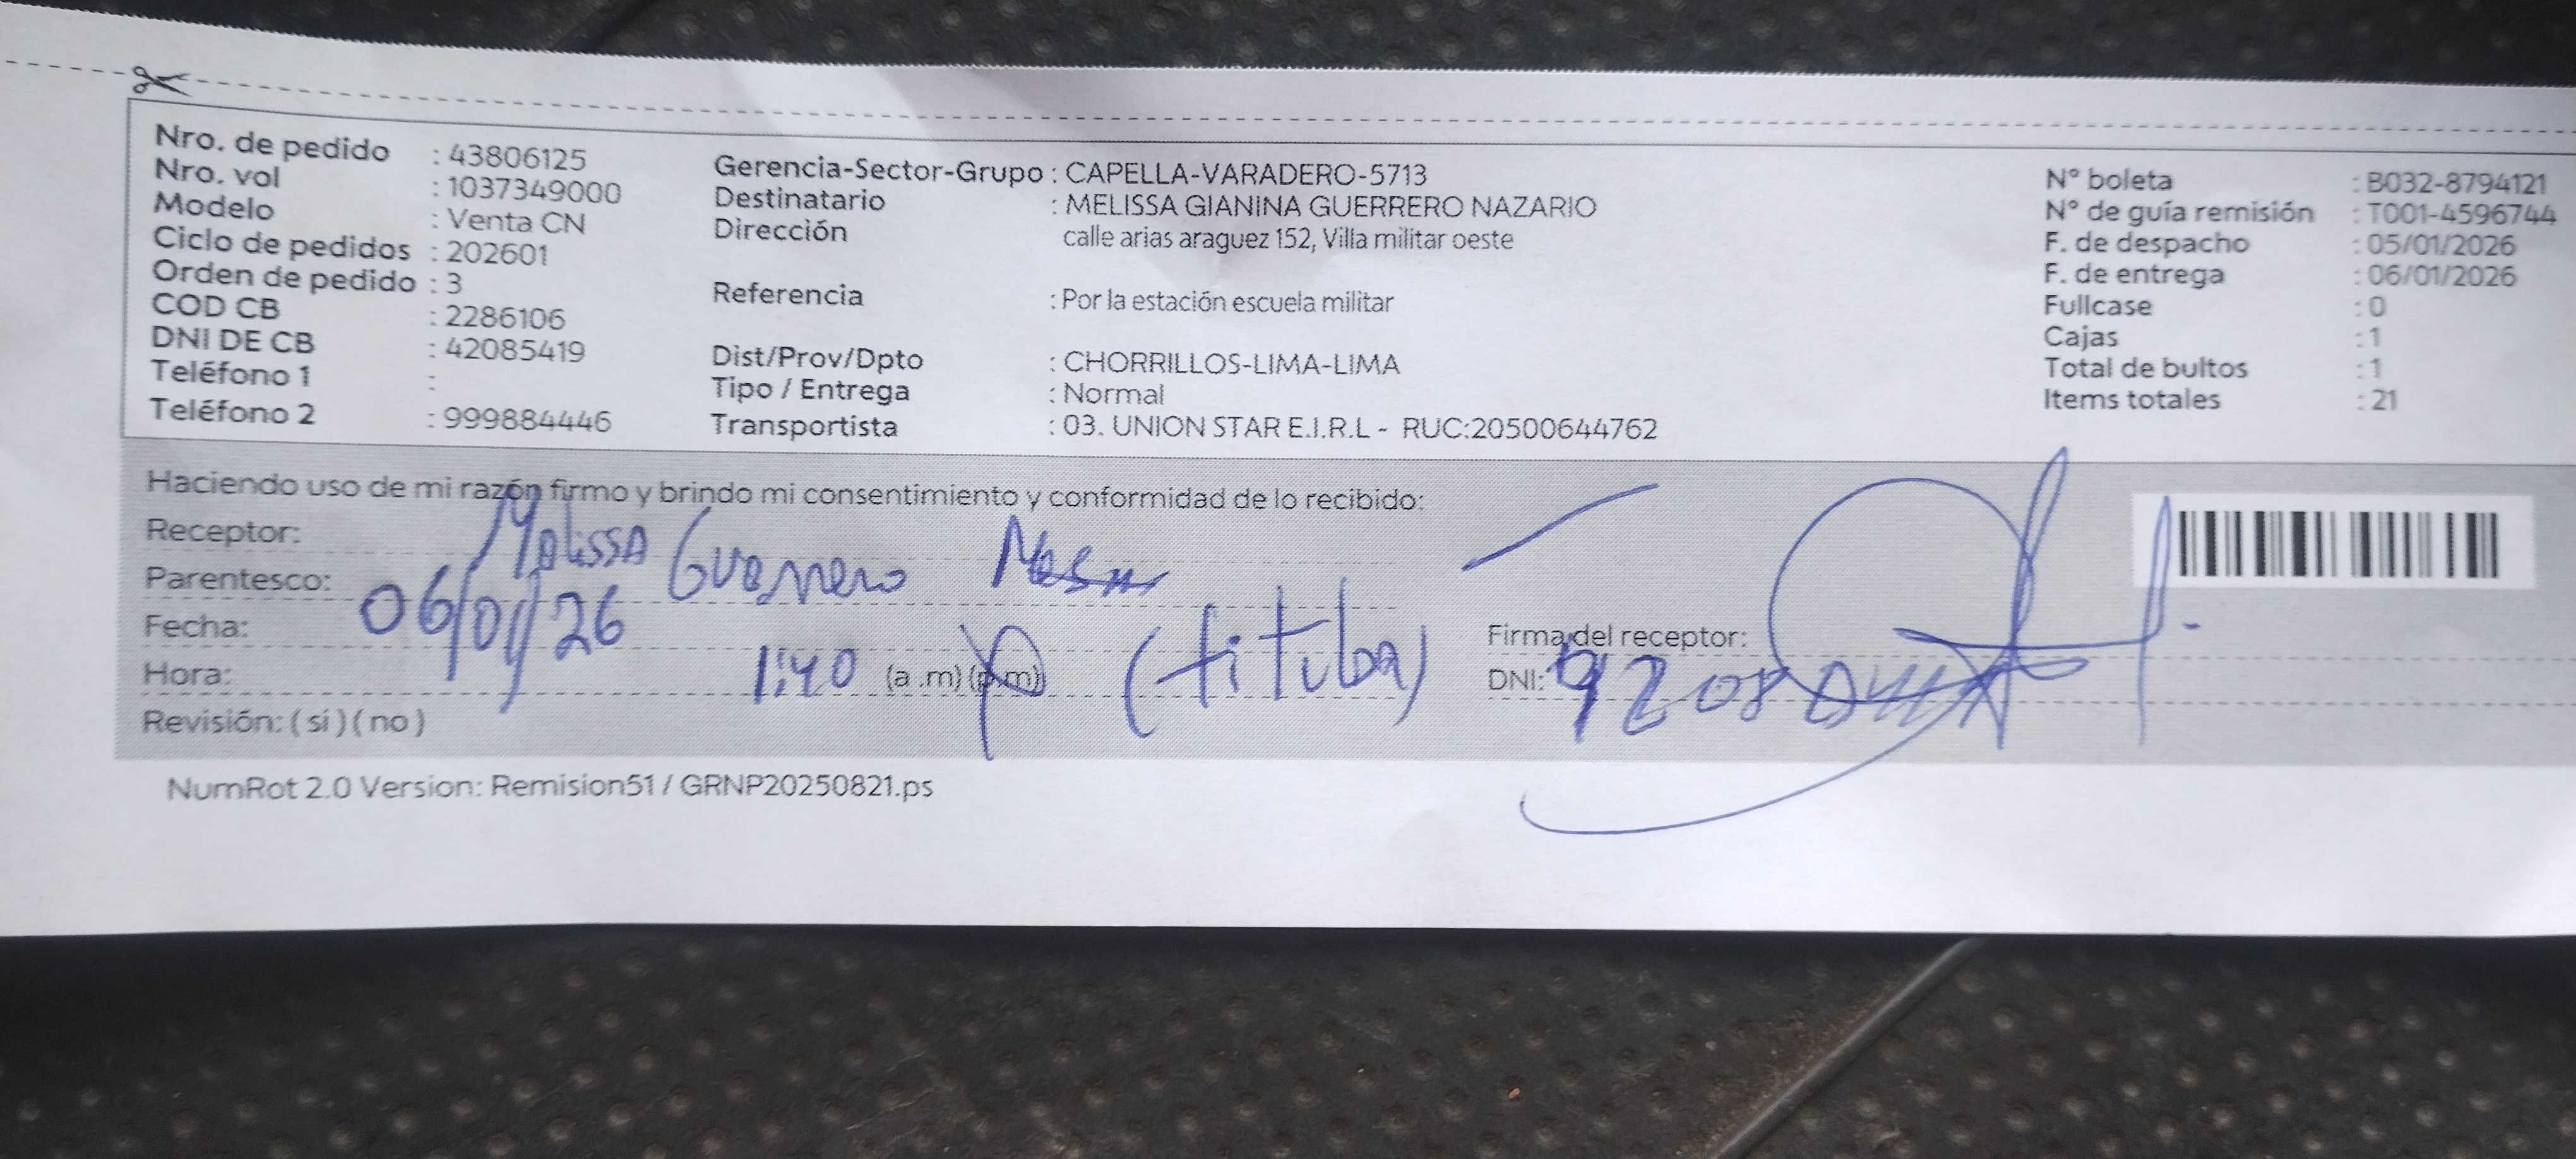 Nro. de pedido : 43806125
Nro. vol : 1037349000
Modelo : Venta CN
Ciclo de pedidos : 202601
Orden de pedido : 3
COD CB : 2286106
DNI DE CB : 42085419
Teléfono 1 :
Teléfono 2 : 999884446
Gerencia-Sector-Grupo : CAPELLA-VARADERO-5713
Destinatario : MELISSA GIANINA GUERRERO NAZARIO
Dirección calle arias araguez 152, Villa militar oeste
Referencia : Por la estación escuela militar
Dist/Prov/Dpto : CHORRILLOS-LIMA-LIMA
Tipo / Entrega : Normal
Transportista : 03. UNION STAR E.I.R.L - RUC:20500644762
N° boleta : B032-8794121
N° de guía remisión : T001-4596744
F. de despacho : 05/01/2026
F. de entrega : 06/01/2026
Fullcase : 0
Cajas : 1
Total de bultos : 1
Items totales : 21
Haciendo uso de mi razón firmo y brindo mi consentimiento y conformidad de lo recibido:
Receptor: Melissa Guerrero
Parentesco:
Fecha: 06/01/26
Hora: 1:40 (a .m) (p.m)
Revisión: ( sí ) ( no )
Firma del receptor:
DNI:
NumRot 2.0 Version: Remision51 / GRNP20250821.ps